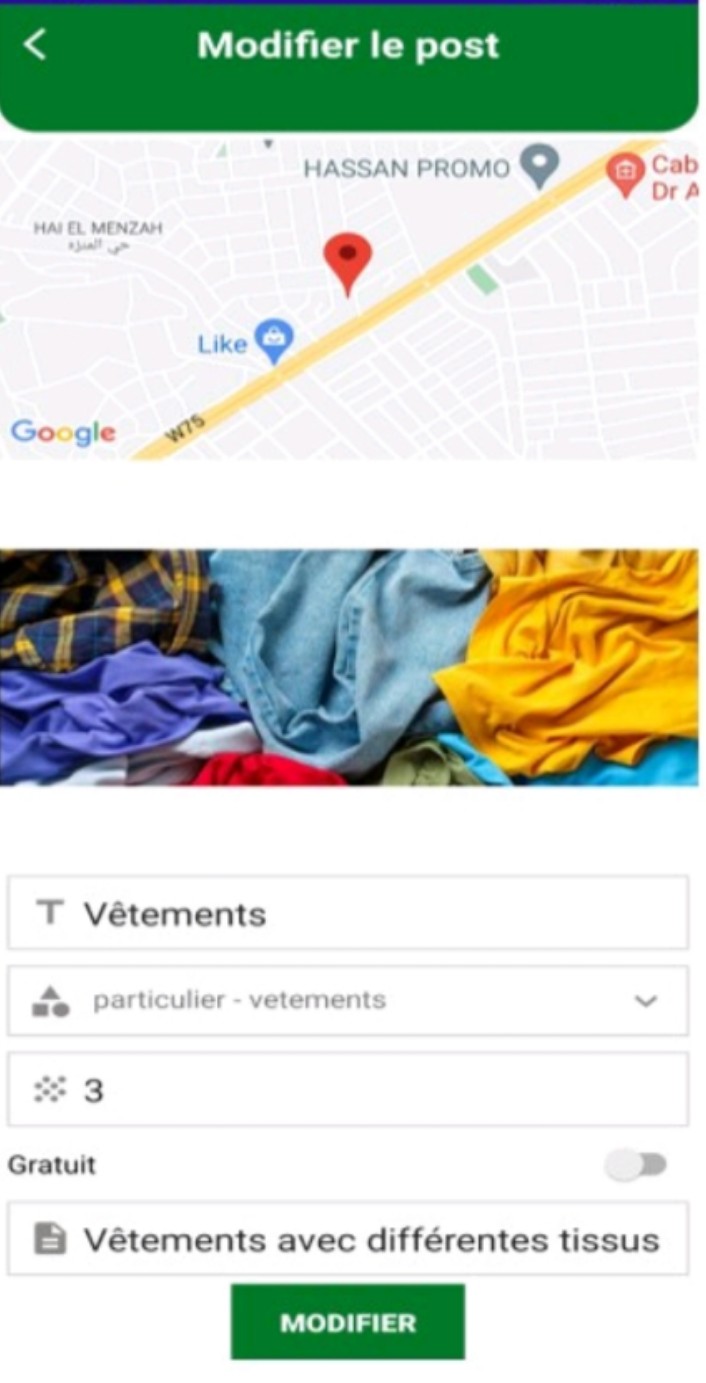 Modifier le post
HASSAN PROMO
Cab
Dr A
HAI EL MENZAH
حي المنزه
Like
W75
Google
Vêtements
particulier - vetements
3
Gratuit
Vêtements avec différentes tissus
MODIFIER